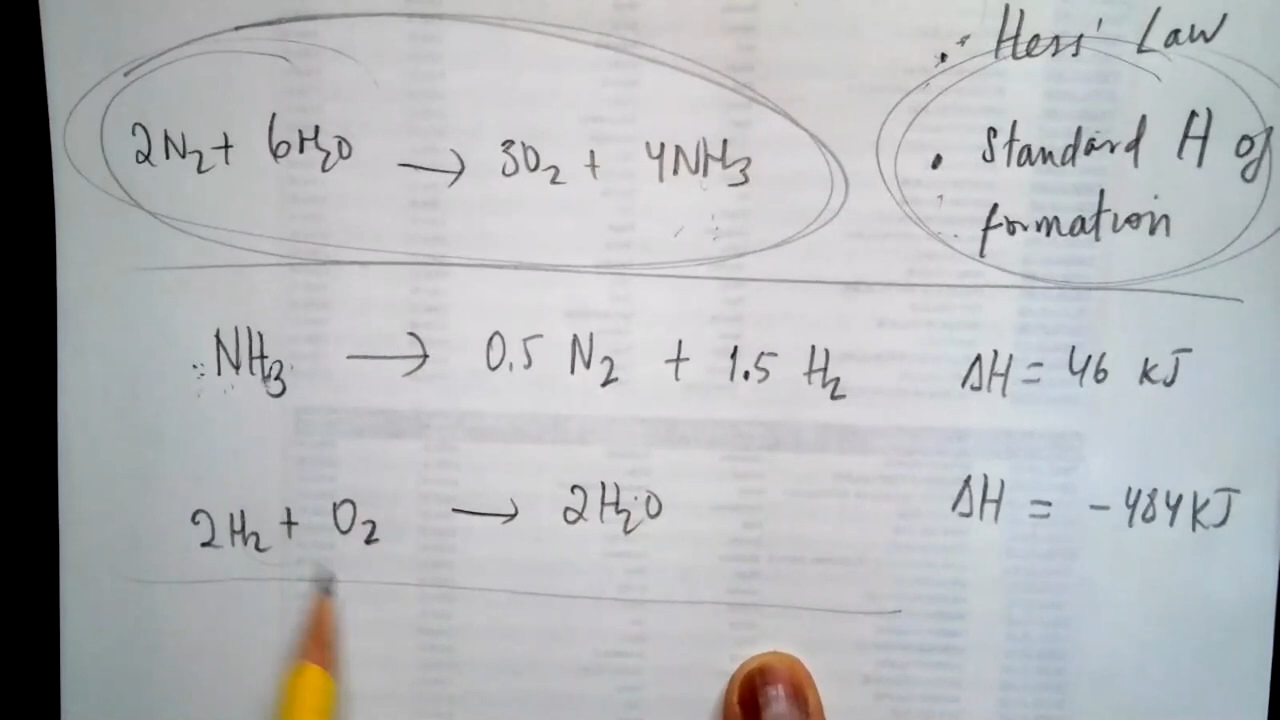 . Hess' Law
2N₂ + 6H₂O → 3O₂ + 4NH₃
. Standard H of
formation
NH₃ → 0.5 N₂ + 1.5 H₂ ΔH = 46 kJ
2H₂ + O₂ → 2H₂O ΔH = -484 kJ